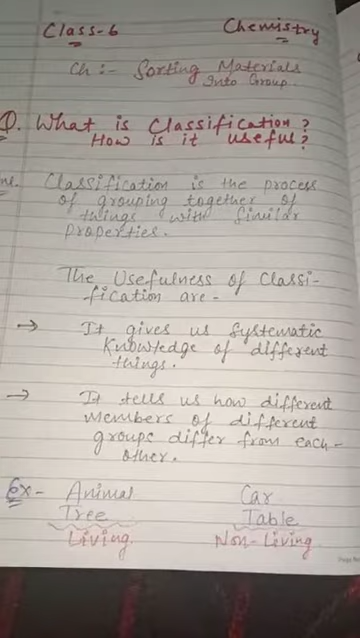 Class-6 Chemistry
Ch :- Sorting Materials
Into Group.
Q. What is Classification?
How is it useful?
Ans. Classification is the process
of grouping together of
things with similar
properties.
The Usefulness of Classi-
fication are -
→ It gives us systematic
Knowledge of different
things.
→ It tells us how different
members of different
groups differ from each-
other.
Ex- Animal Car
Tree Table
Living Non-Living